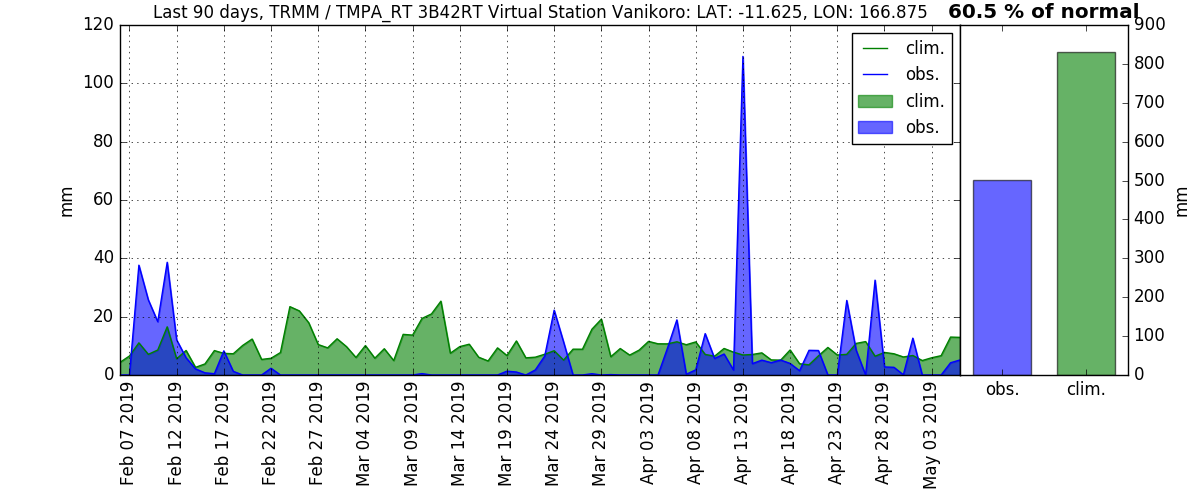 Last 90 days, TRMM / TMPA_RT 3B42RT Virtual Station Vanikoro: LAT: -11.625, LON: 166.875
60.5 % of normal
120
100
80
60
40
20
0
mm
clim.
obs.
clim.
obs.
Feb 07 2019
Feb 12 2019
Feb 17 2019
Feb 22 2019
Feb 27 2019
Mar 04 2019
Mar 09 2019
Mar 14 2019
Mar 19 2019
Mar 24 2019
Mar 29 2019
Apr 03 2019
Apr 08 2019
Apr 13 2019
Apr 18 2019
Apr 23 2019
Apr 28 2019
May 03 2019
900
800
700
600
500
400
300
200
100
0
mm
obs.
clim.